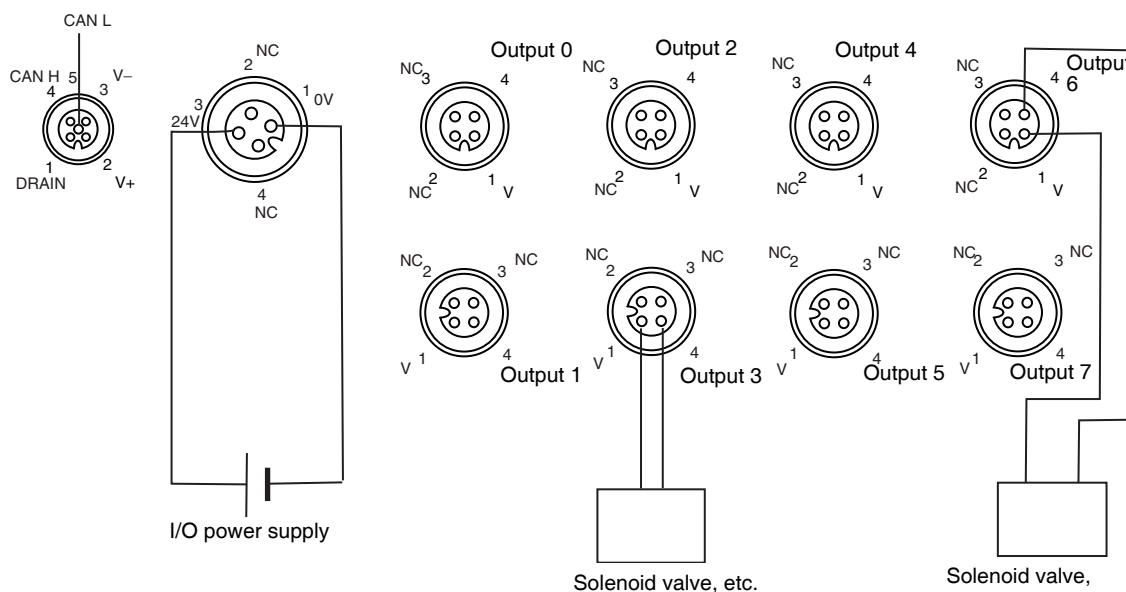 CAN L
CAN H
5
4
V–
3
1
DRAIN
2
V+
NC
2
3
24V
1
0V
4
NC
Output 0
NC
3
4
NC
2
1
V
Output 2
NC
3
4
NC
2
1
V
Output 4
NC
3
4
NC
2
1
V
Output
6
NC
3
4
NC
2
1
V
NC
2
3
NC
V
1
4
Output 1
NC
2
3
NC
V
1
4
Output 3
NC
2
3
NC
V
1
4
Output 5
NC
2
3
NC
V
1
4
Output 7
I/O power supply
Solenoid valve, etc.
Solenoid valve,